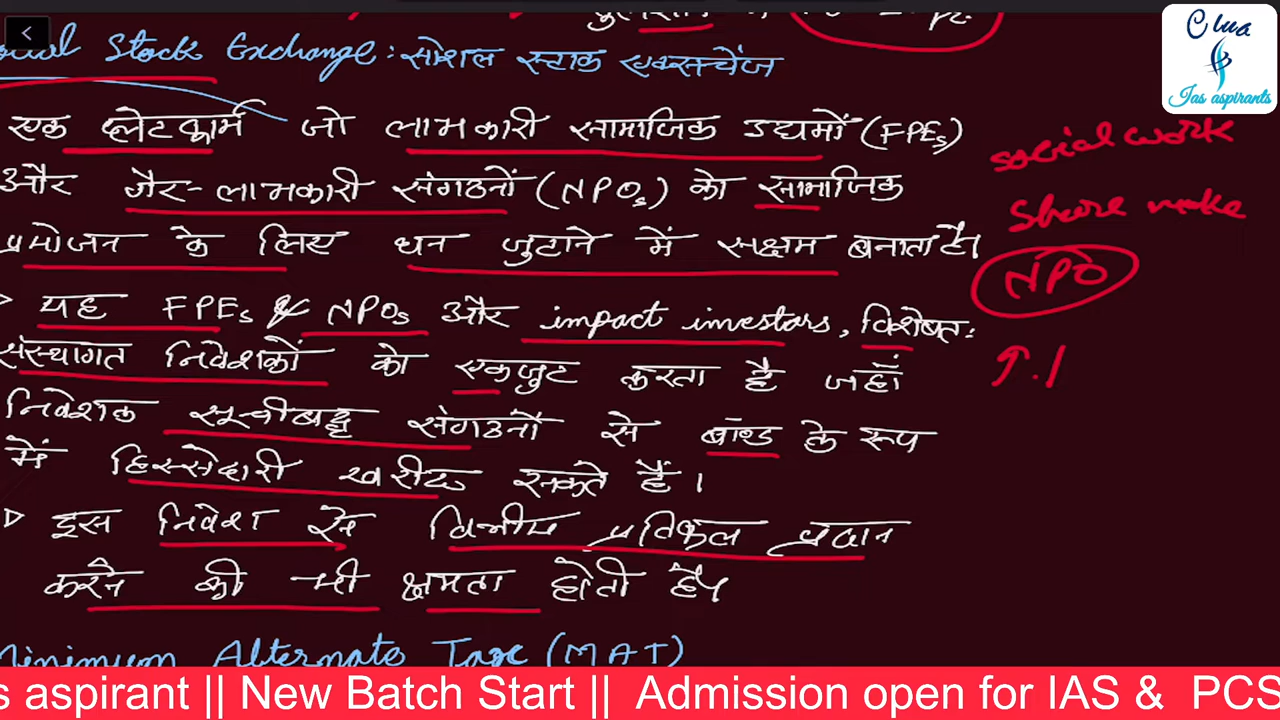 Social Stock Exchange: सोशल स्टाक एक्सचेंज
एक प्लेटफार्म जो लाभकारी सामाजिक उद्यमों (FPEs)
और गैर-लाभकारी संगठनों (NPOs) को सामाजिक
प्रयोजन के लिए धन जुटाने में सक्षम बनाता है।
यह FPEs & NPOs और impact investars, विशेषत:
संस्थागत निवेशकों को एकजुट करता है जहाँ
निवेशक सूचीबद्ध संगठनों से बॉण्ड के रूप
में हिस्सेदारी खरीद सकते हैं।
इस निवेश से वित्तीय प्रतिफल प्रदान
करने की भी क्षमता होती है।
Minimum Alternate Tax (MAT)
social work
Share make
NPO
Clua
Ias aspirants
s aspirant || New Batch Start || Admission open for IAS & PCS